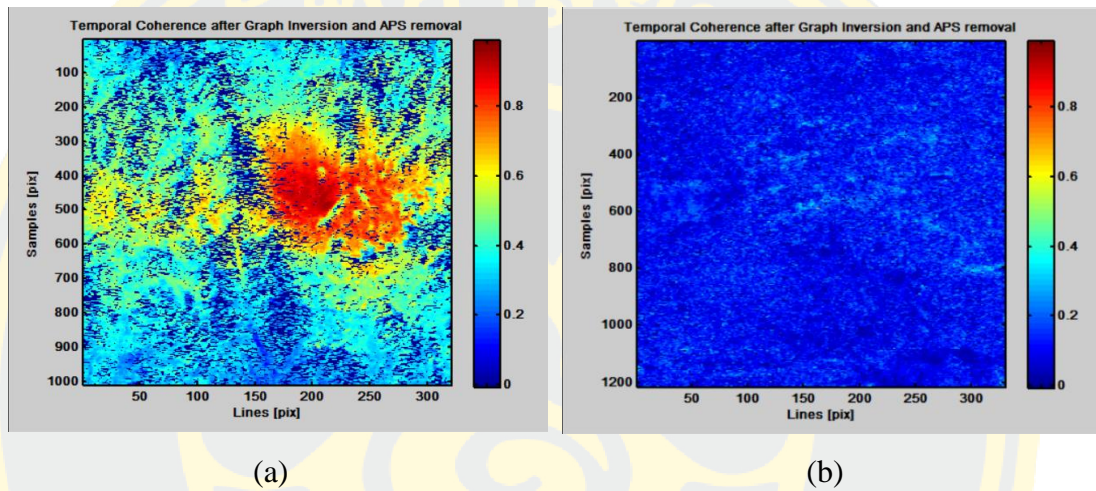 Temporal Coherence after Graph Inversion and APS removal
100
200
300
400
500
600
700
800
900
1000
Samples [pix]
50 100 150 200 250 300
Lines [pix]
0.8
0.6
0.4
0.2
0
(a)
Temporal Coherence after Graph Inversion and APS removal
200
400
600
800
1000
1200
Samples [pix]
50 100 150 200 250 300
Lines [pix]
0.8
0.6
0.4
0.2
0
(b)